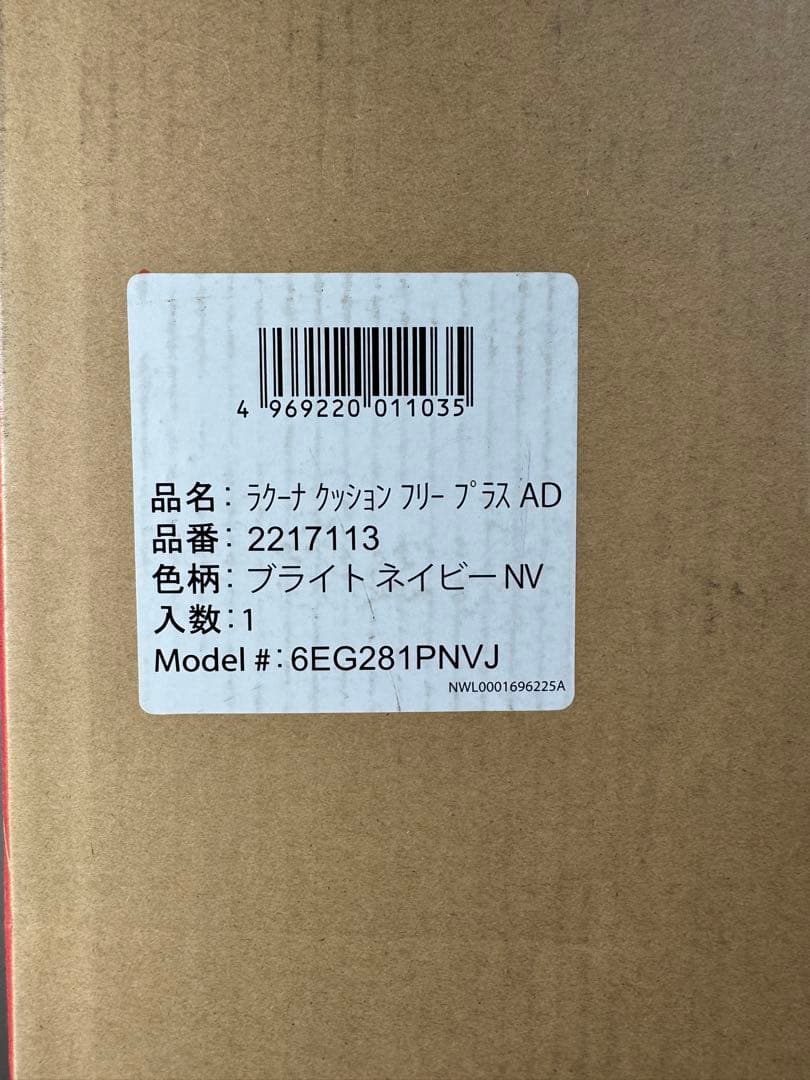 4 969220 011035
品名: ﾗｸｰﾅ ｸｯｼｮﾝ ﾌﾘｰ ﾌﾟﾗｽ AD
品番: 2217113
色柄: ブライト ネイビー NV
入数: 1
Model #: 6EG281PNVJ
NWL0001696225A